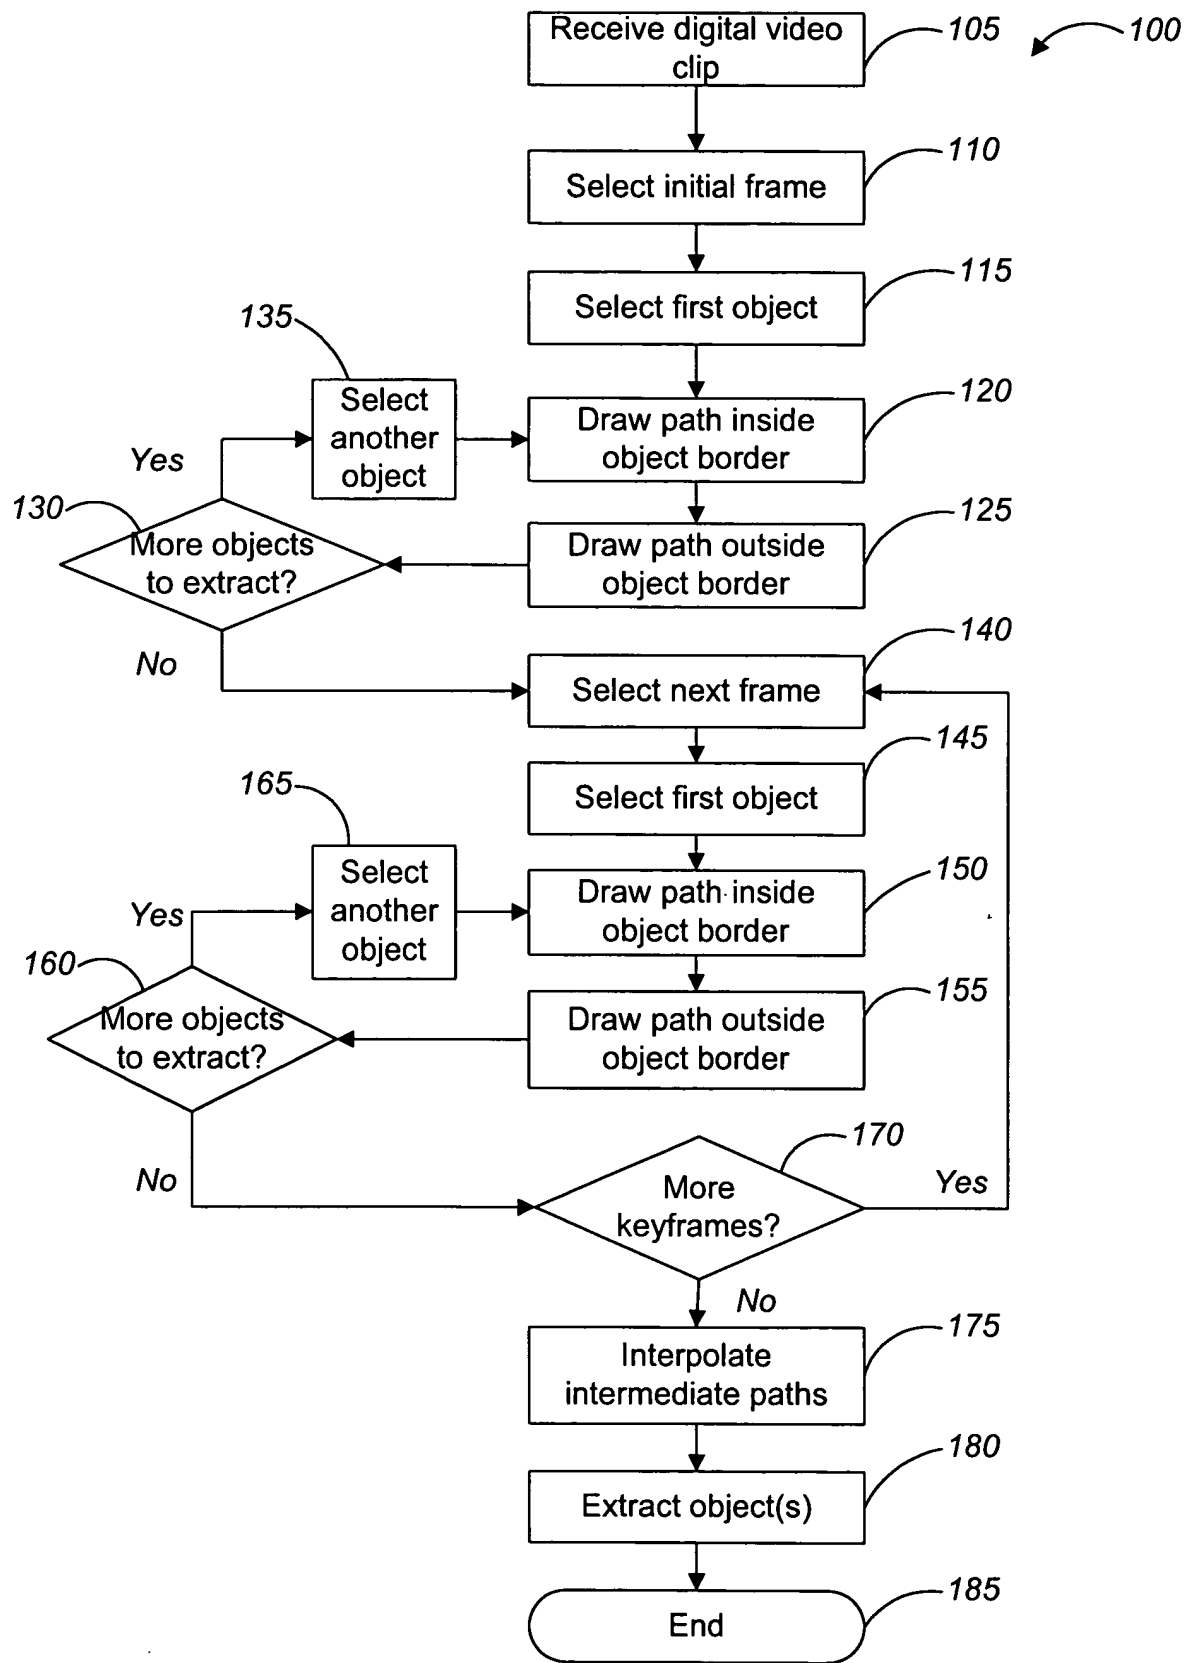 Receive digital video
clip
105
100
110
Select initial frame
115
Select first object
135
Select
another
object
120
Draw path inside
object border
Yes
130
More objects
to extract?
125
Draw path outside
object border
No
140
Select next frame
145
Select first object
165
Select
another
object
150
Draw path inside
object border
Yes
160
More objects
to extract?
155
Draw path outside
object border
No
170
More
keyframes?
Yes
No
175
Interpolate
intermediate paths
180
Extract object(s)
185
End